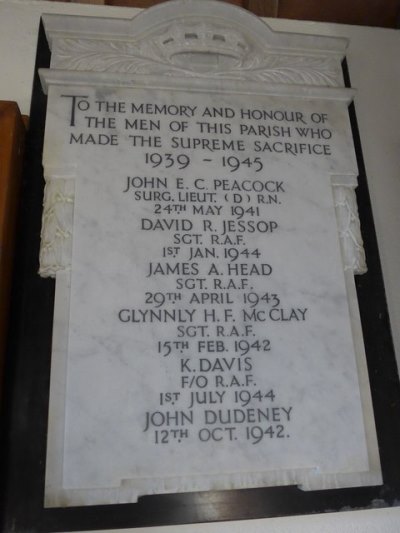 TO THE MEMORY AND HONOUR OF
THE MEN OF THIS PARISH WHO
MADE THE SUPREME SACRIFICE
1939 - 1945
JOHN E. C. PEACOCK
SURG. LIEUT. (D) R.N.
24TH MAY 1941
DAVID R. JESSOP
SGT. R.A.F.
1ST JAN. 1944
JAMES A. HEAD
SGT. R.A.F.
29TH APRIL 1943
GLYNNLY H. F. Mc CLAY
SGT. R.A.F.
15TH FEB. 1942
K. DAVIS
F/O R.A.F.
1ST JULY 1944
JOHN DUDENEY
12TH OCT. 1942.